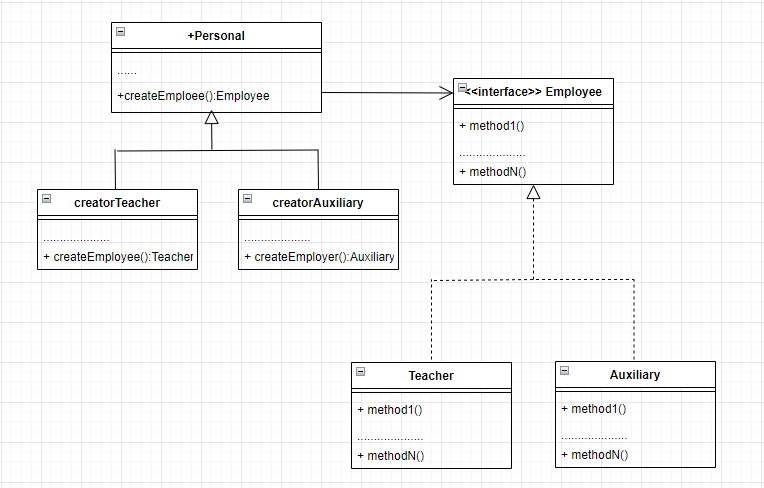 +Personal
......
+createEmploee():Employee
<<interface>> Employee
+ method1()
....................
+ methodN()
creatorTeacher
....................
+ createEmployee():Teacher
creatorAuxiliary
....................
+ createEmployer():Auxiliary
Teacher
+ method1()
....................
+ methodN()
Auxiliary
+ method1()
....................
+ methodN()